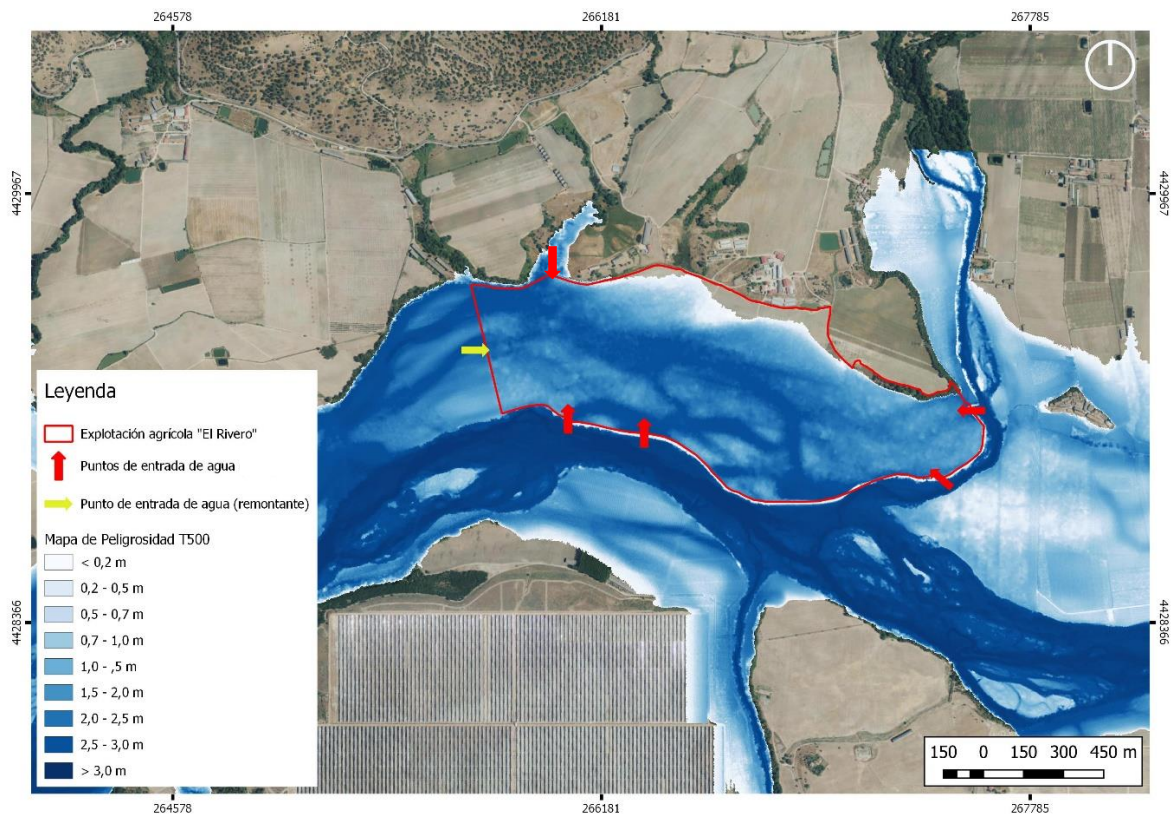 264578 266181 267785
4429967 4429967
Leyenda
Explotación agrícola "El Rivero"
Puntos de entrada de agua
Punto de entrada de agua (remontante)
Mapa de Peligrosidad T500
< 0,2 m
0,2 - 0,5 m
0,5 - 0,7 m
0,7 - 1,0 m
1,0 - ,5 m
1,5 - 2,0 m
2,0 - 2,5 m
2,5 - 3,0 m
> 3,0 m
4428366 4428366
150 0 150 300 450 m
264578 266181 267785